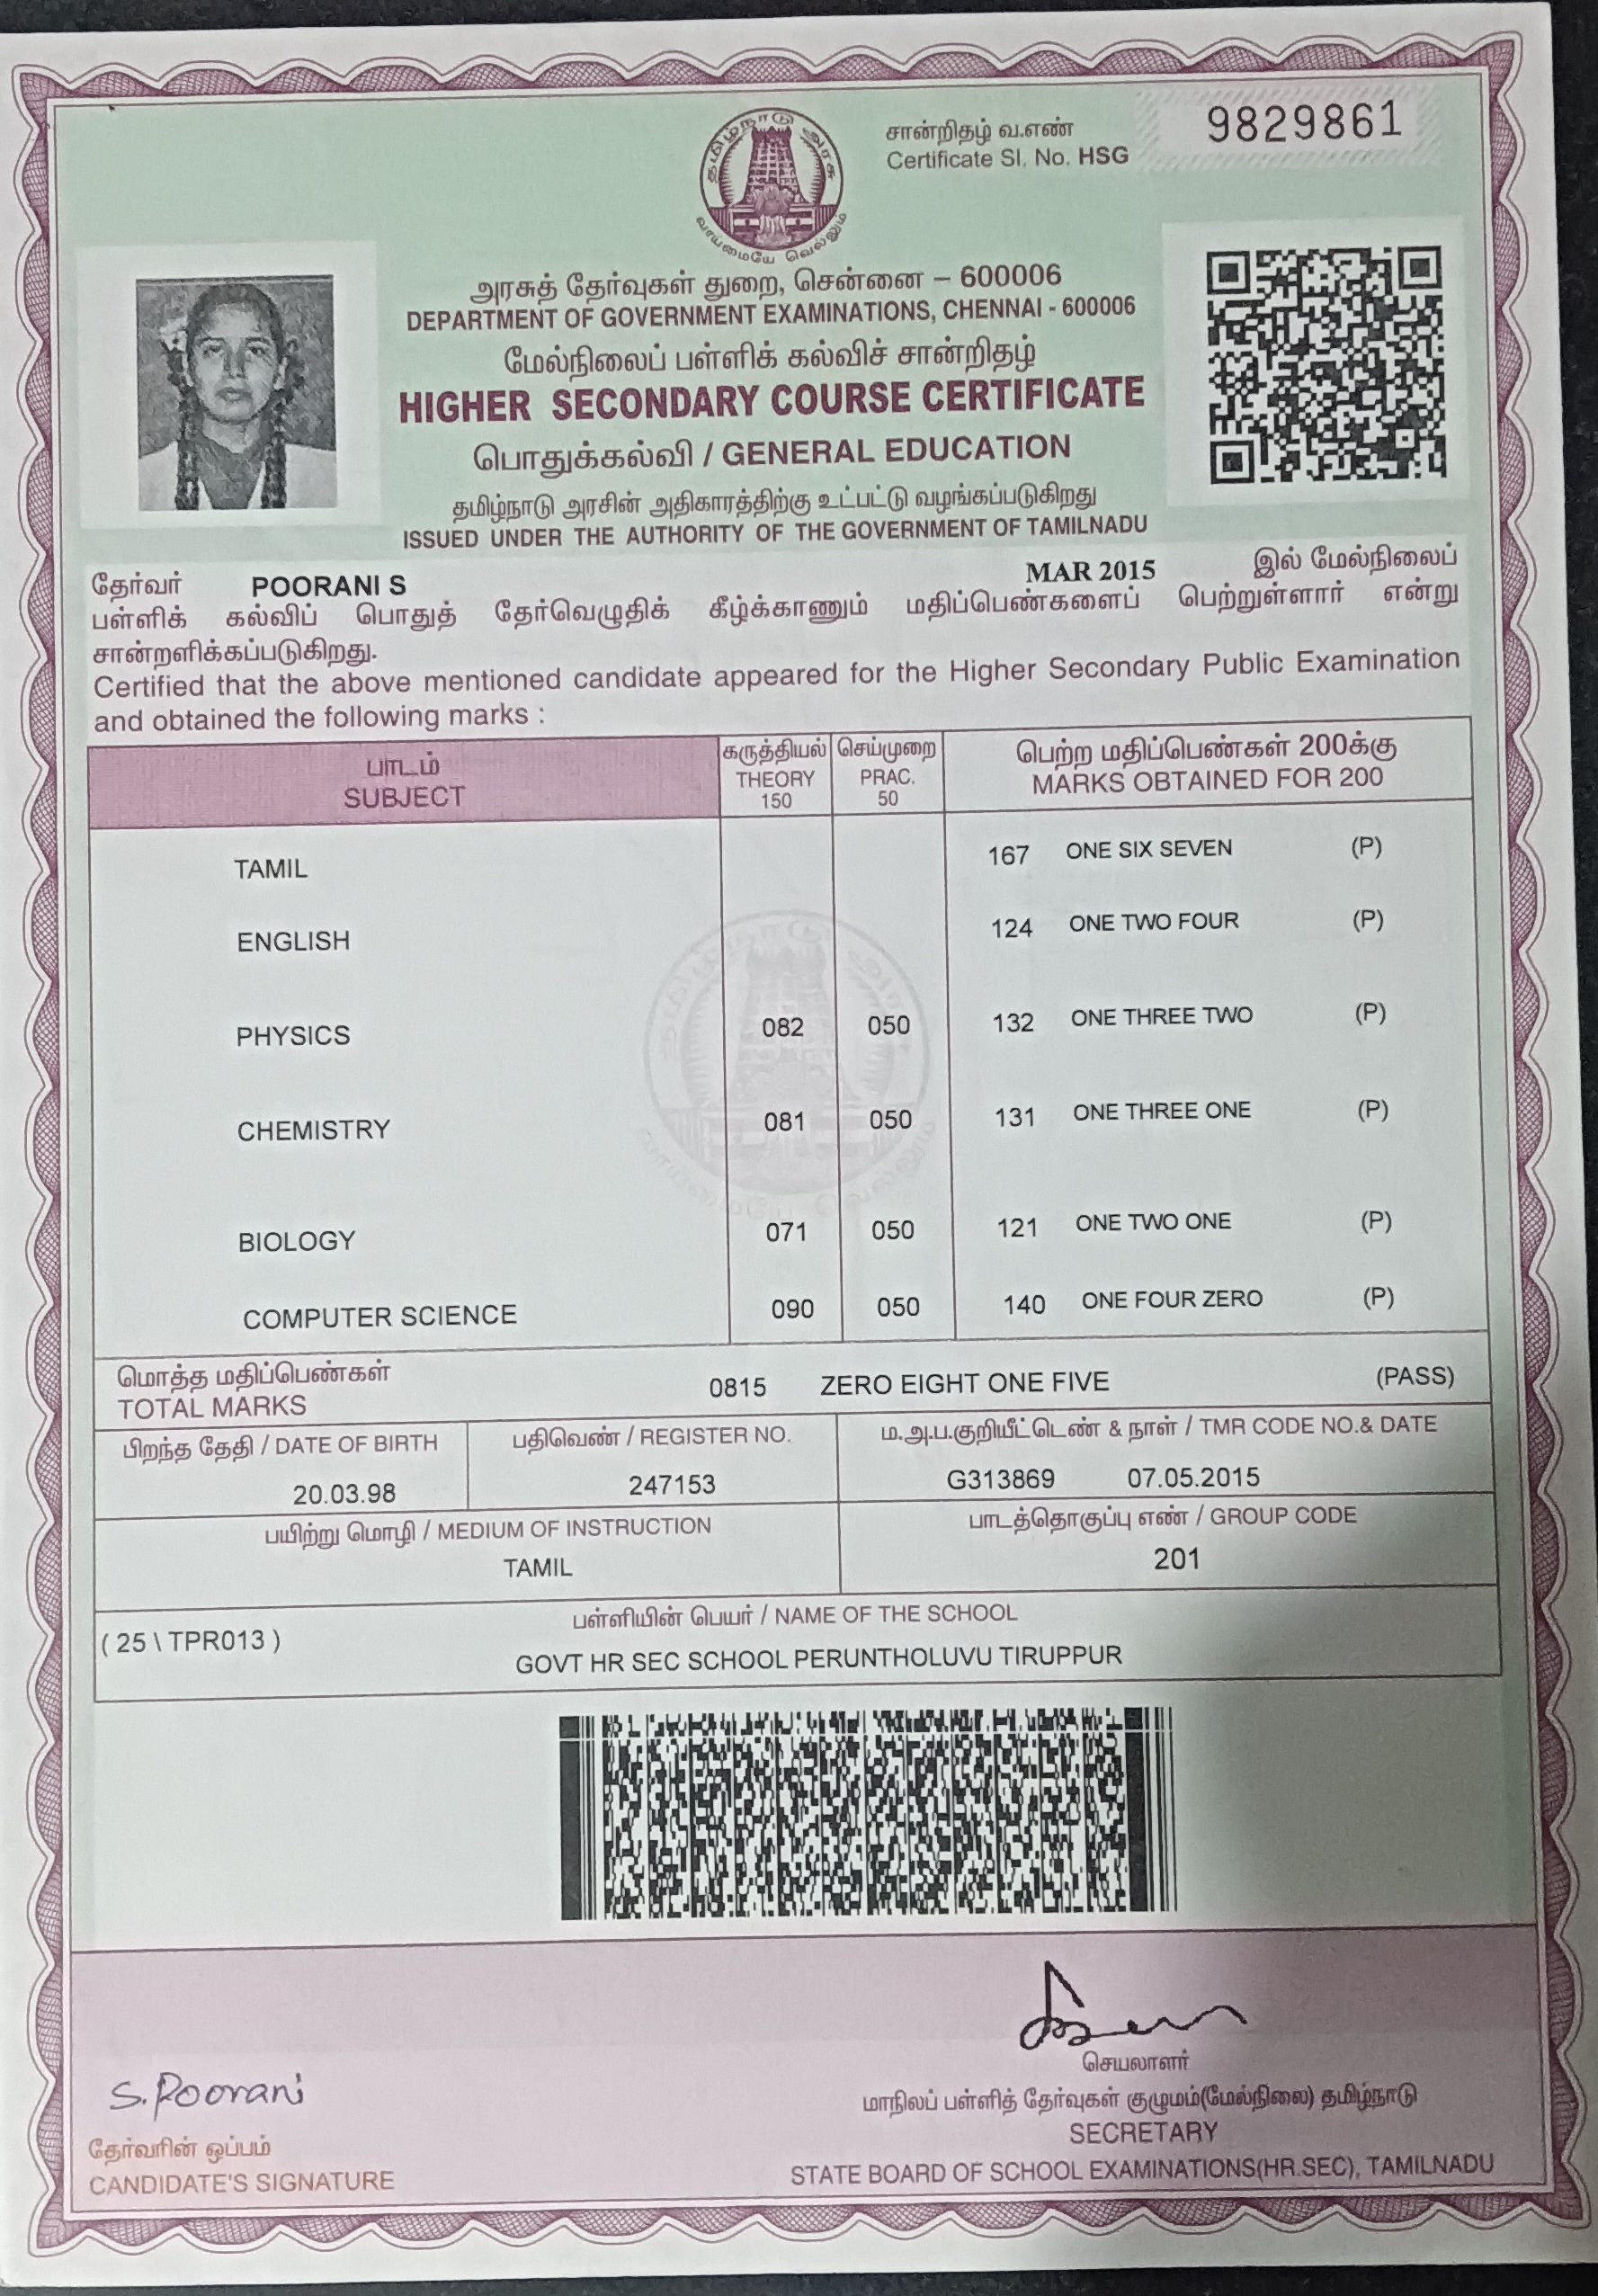 தமிழ்நாடு அரசு
வாய்மையே வெல்லும்
சான்றிதழ் வ.எண்
Certificate Sl. No. HSG
9829861
அரசுத் தேர்வுகள் துறை, சென்னை – 600006
DEPARTMENT OF GOVERNMENT EXAMINATIONS, CHENNAI - 600006
மேல்நிலைப் பள்ளிக் கல்விச் சான்றிதழ்
HIGHER SECONDARY COURSE CERTIFICATE
பொதுக்கல்வி / GENERAL EDUCATION
தமிழ்நாடு அரசின் அதிகாரத்திற்கு உட்பட்டு வழங்கப்படுகிறது
ISSUED UNDER THE AUTHORITY OF THE GOVERNMENT OF TAMILNADU
தேர்வர் POORANI S MAR 2015 இல் மேல்நிலைப்
பள்ளிக் கல்விப் பொதுத் தேர்வெழுதிக் கீழ்க்காணும் மதிப்பெண்களைப் பெற்றுள்ளார் என்று
சான்றளிக்கப்படுகிறது.
Certified that the above mentioned candidate appeared for the Higher Secondary Public Examination
and obtained the following marks :
பாடம் கருத்தியல் செய்முறை பெற்ற மதிப்பெண்கள் 200க்கு
SUBJECT THEORY PRAC. MARKS OBTAINED FOR 200
150 50
TAMIL 167 ONE SIX SEVEN (P)
ENGLISH 124 ONE TWO FOUR (P)
PHYSICS 082 050 132 ONE THREE TWO (P)
CHEMISTRY 081 050 131 ONE THREE ONE (P)
BIOLOGY 071 050 121 ONE TWO ONE (P)
COMPUTER SCIENCE 090 050 140 ONE FOUR ZERO (P)
மொத்த மதிப்பெண்கள்
TOTAL MARKS 0815 ZERO EIGHT ONE FIVE (PASS)
பிறந்த தேதி / DATE OF BIRTH பதிவெண் / REGISTER NO. ம.அ.ப.குறியீட்டெண் & நாள் / TMR CODE NO.& DATE
20.03.98 247153 G313869 07.05.2015
பயிற்று மொழி / MEDIUM OF INSTRUCTION பாடத்தொகுப்பு எண் / GROUP CODE
TAMIL 201
பள்ளியின் பெயர் / NAME OF THE SCHOOL
( 25 \ TPR013 ) GOVT HR SEC SCHOOL PERUNTHOLUVU TIRUPPUR
S.Poorani
தேர்வரின் ஒப்பம்
CANDIDATE'S SIGNATURE
செயலாளர்
மாநிலப் பள்ளித் தேர்வுகள் குழுமம்(மேல்நிலை) தமிழ்நாடு
SECRETARY
STATE BOARD OF SCHOOL EXAMINATIONS(HR.SEC), TAMILNADU